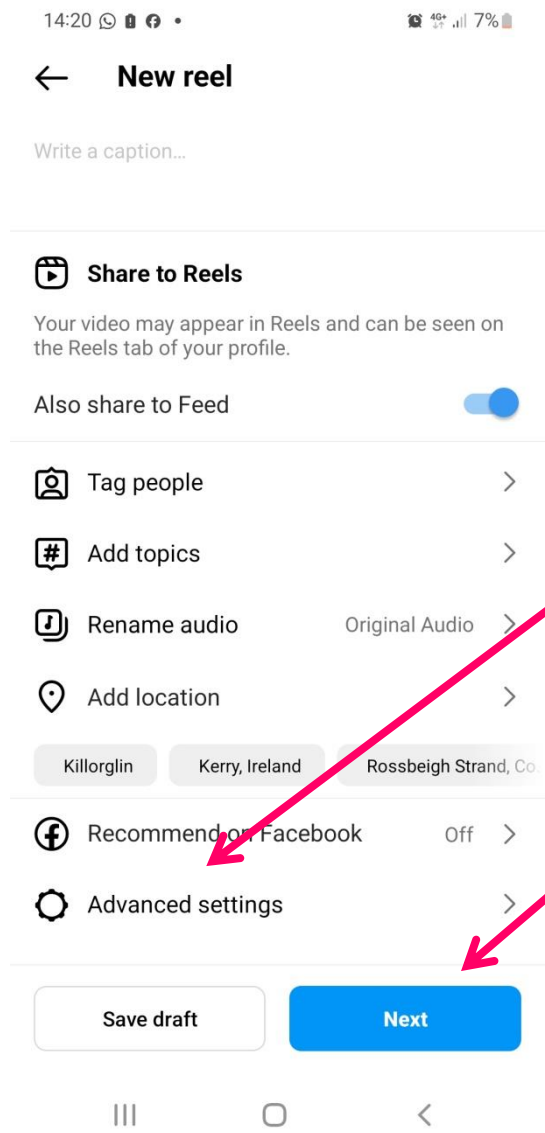 14:20
4G+ 7%
New reel
Write a caption...
Share to Reels
Your video may appear in Reels and can be seen on
the Reels tab of your profile.
Also share to Feed
Tag people
Add topics
Rename audio Original Audio
Add location
Killorglin Kerry, Ireland Rossbeigh Strand, Co.
Recommend on Facebook Off
Advanced settings
Save draft Next